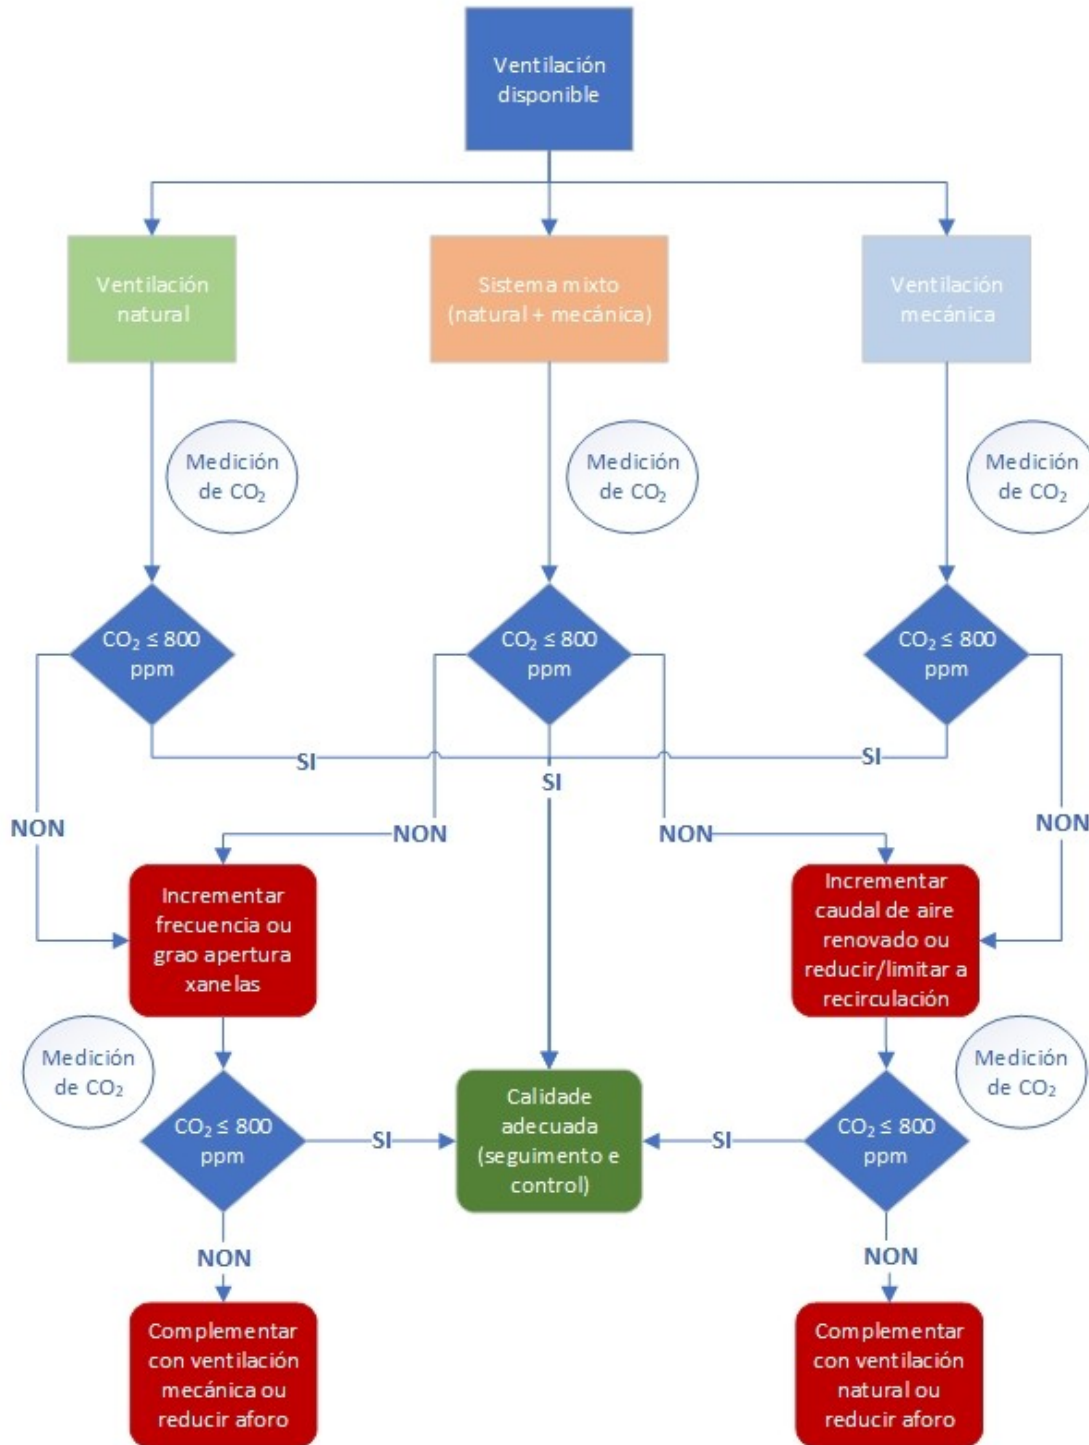 Ventilación
disponible
Ventilación
natural
Sistema mixto
(natural + mecánica)
Ventilación
mecánica
Medición
de CO₂
Medición
de CO₂
Medición
de CO₂
CO₂ ≤ 800
ppm
CO₂ ≤ 800
ppm
CO₂ ≤ 800
ppm
SI
SI
SI
NON
NON
NON
NON
Incrementar
frecuencia ou
grao apertura
xanelas
Incrementar
caudal de aire
renovado ou
reducir/limitar a
recirculación
Medición
de CO₂
Medición
de CO₂
CO₂ ≤ 800
ppm
SI
Calidade
adecuada
(seguimento e
control)
SI
CO₂ ≤ 800
ppm
NON
NON
Complementar
con ventilación
mecánica ou
reducir aforo
Complementar
con ventilación
natural ou
reducir aforo